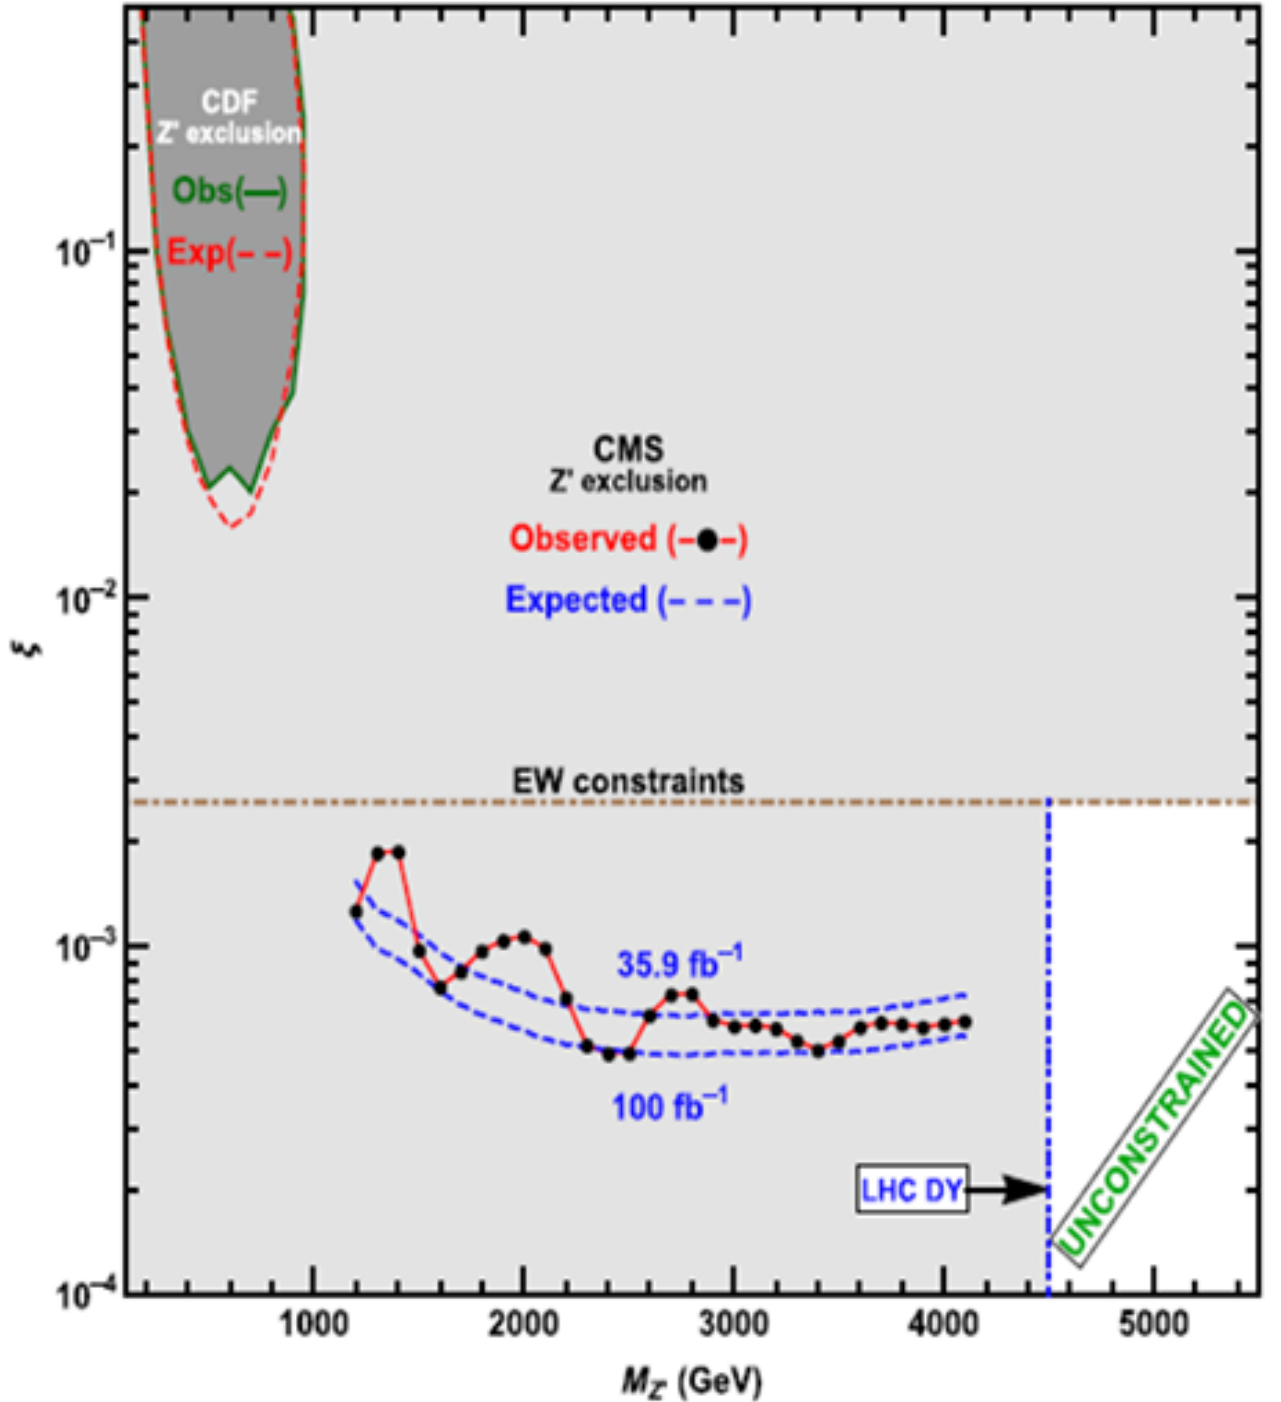 CDF
Z' exclusion
Obs(—)
Exp(- -)
10⁻¹
CMS
Z' exclusion
Observed (-●-)
Expected (- - -)
10⁻²
ξ
EW constraints
10⁻³
35.9 fb⁻¹
100 fb⁻¹
LHC DY
UNCONSTRAINED
10⁻⁴
1000 2000 3000 4000 5000
M_Z' (GeV)